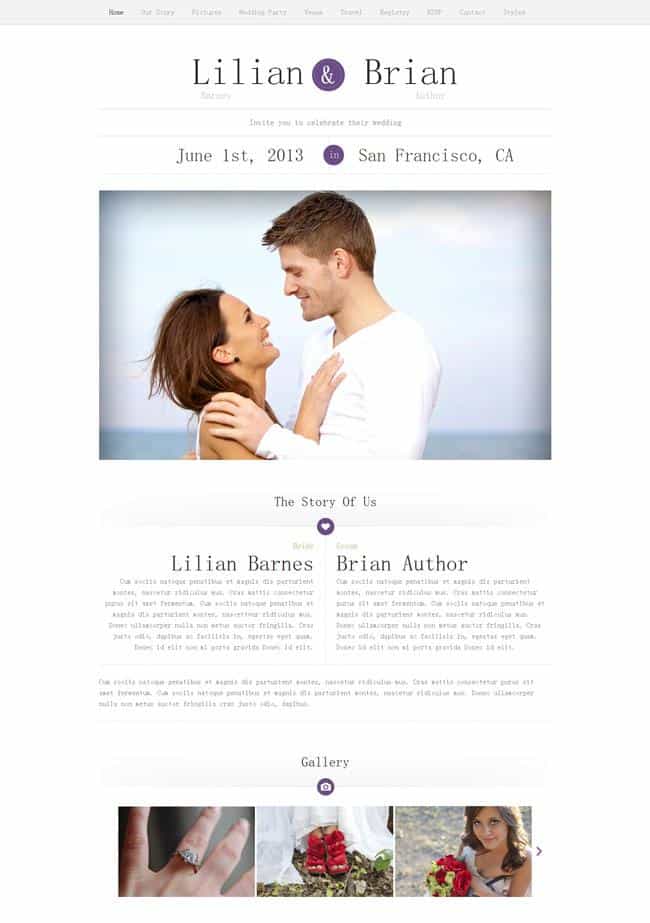 Home Our Story Pictures Wedding Party Venue Travel Registry RSVP Contact Styles
Lilian & Brian
Barnes Author
Invite you to celebrate their wedding
June 1st, 2013 in San Francisco, CA
The Story Of Us
Bride
Lilian Barnes
Cum sociis natoque penatibus et magnis dis parturient
montes, nascetur ridiculus mus. Cras mattis consectetur
purus sit amet fermentum. Cum sociis natoque penatibus et
magnis dis parturient montes, nascetur ridiculus mus.
Donec ullamcorper nulla non metus auctor fringilla. Cras
justo odio, dapibus ac facilisis in, egestas eget quam.
Donec id elit non mi porta gravida Donec id elit.
Groom
Brian Author
Cum sociis natoque penatibus et magnis dis parturient
montes, nascetur ridiculus mus. Cras mattis consectetur
purus sit amet fermentum. Cum sociis natoque penatibus et
magnis dis parturient montes, nascetur ridiculus mus.
Donec ullamcorper nulla non metus auctor fringilla. Cras
justo odio, dapibus ac facilisis in, egestas eget quam.
Donec id elit non mi porta gravida Donec id elit.
Cum sociis natoque penatibus et magnis dis parturient montes, nascetur ridiculus mus. Cras mattis consectetur purus sit
amet fermentum. Cum sociis natoque penatibus et magnis dis parturient montes, nascetur ridiculus mus. Donec ullamcorper
nulla non metus auctor fringilla cras justo odio, dapibus.
Gallery